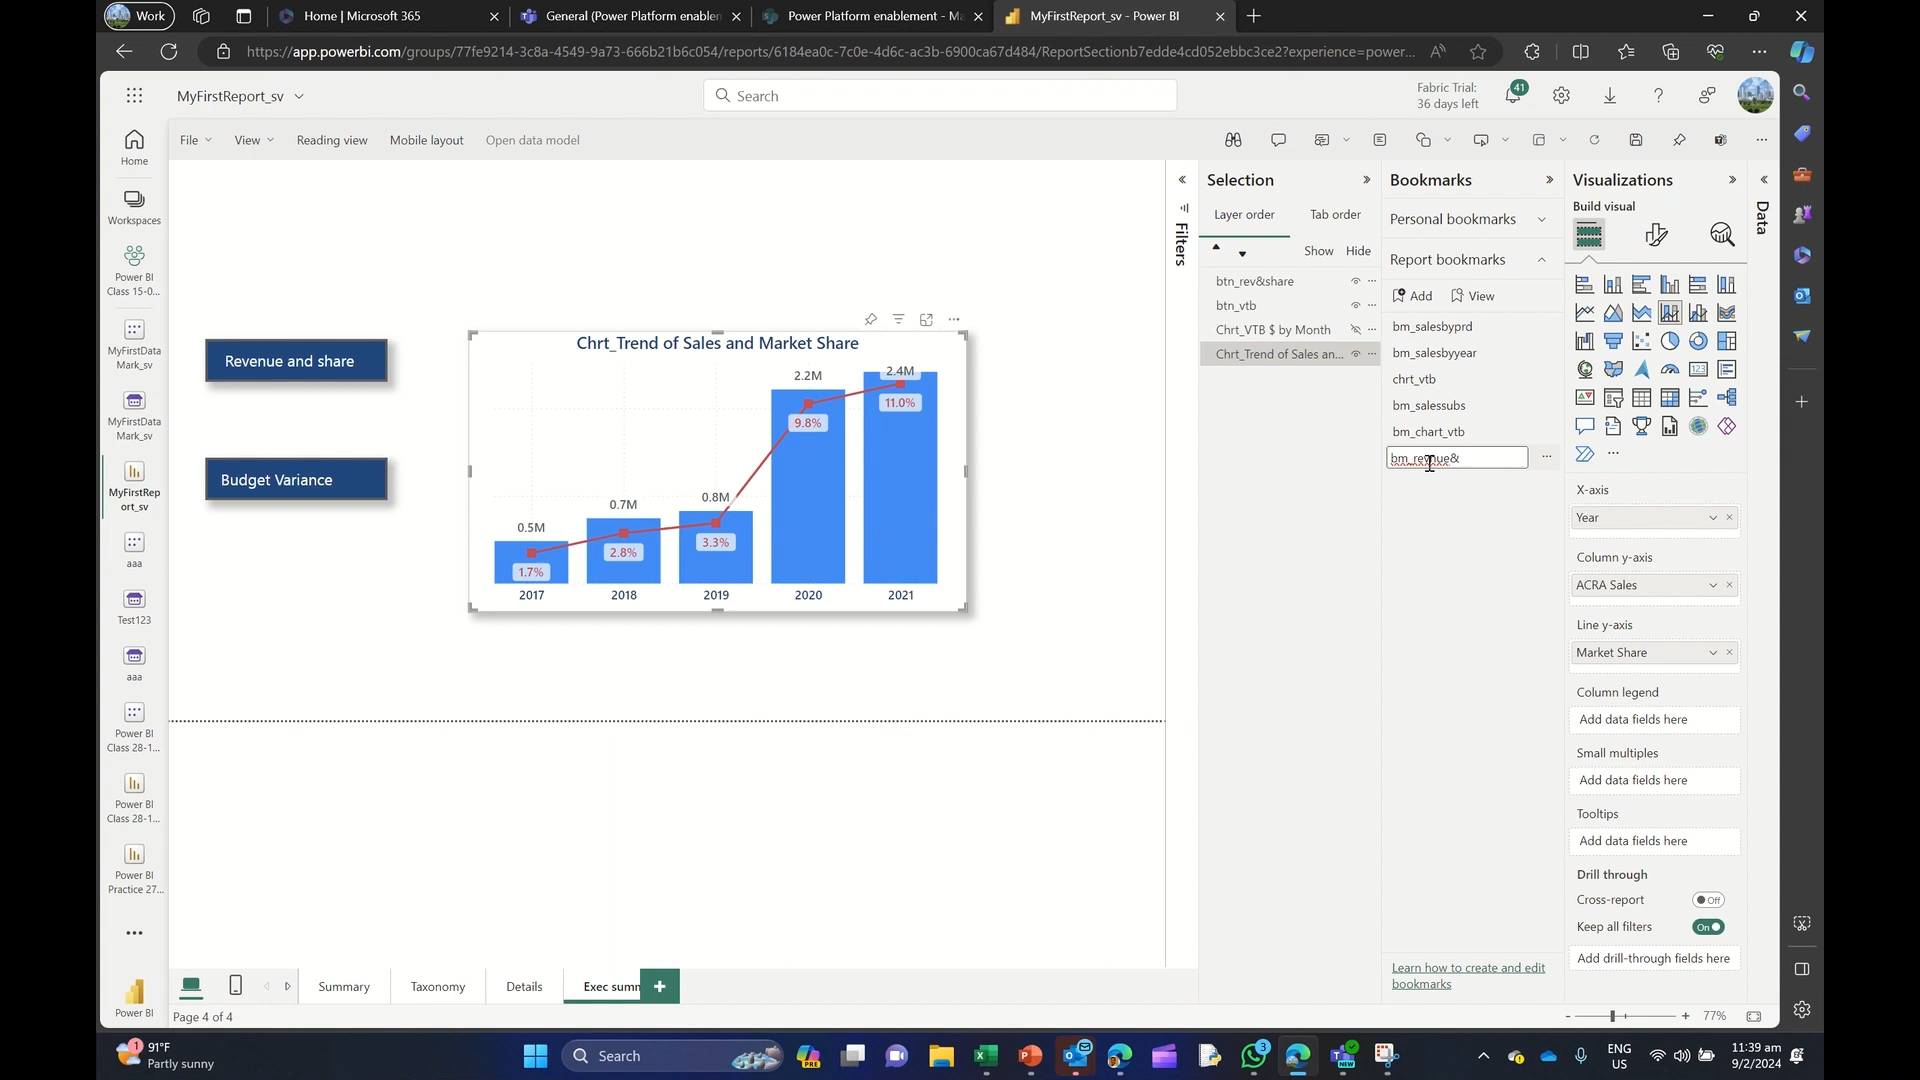 Work
Home | Microsoft 365
General (Power Platform enablen
Power Platform enablement - Ma
MyFirstReport_sv - Power BI
https://app.powerbi.com/groups/77fe9214-3c8a-4549-9a73-666b21b6c054/reports/6184ea0c-7c0e-4d6c-ac3b-6900ca67d484/ReportSectionb7edde4cd052ebbc3ce2?experience=power...
MyFirstReport_sv
Search
Fabric Trial:
36 days left
41
File
View
Reading view
Mobile layout
Open data model
Home
Workspaces
Power BI
Class 15-0...
MyFirstData
Mark_sv
MyFirstData
Mark_sv
MyFirstRep
ort_sv
aaa
Test123
aaa
Power BI
Class 28-1...
Power BI
Class 28-1...
Power BI
Practice 27...
Power BI
Revenue and share
Budget Variance
Chrt_Trend of Sales and Market Share
2.4M
2.2M
11.0%
9.8%
0.8M
0.7M
0.5M
3.3%
2.8%
1.7%
2017
2018
2019
2020
2021
Filters
Selection
Layer order
Tab order
Show
Hide
btn_rev&share
btn_vtb
Chrt_VTB $ by Month
Chrt_Trend of Sales an...
Bookmarks
Personal bookmarks
Report bookmarks
Add
View
bm_salesbyprd
bm_salesbyyear
chrt_vtb
bm_salessubs
bm_chart_vtb
bm_revnue&
Learn how to create and edit
bookmarks
Visualizations
Build visual
123
X-axis
Year
Column y-axis
ACRA Sales
Line y-axis
Market Share
Column legend
Add data fields here
Small multiples
Add data fields here
Tooltips
Add data fields here
Drill through
Cross-report
Off
Keep all filters
On
Add drill-through fields here
Data
Summary
Taxonomy
Details
Exec summ
Page 4 of 4
77%
1
91°F
Partly sunny
Search
PRE
3
NEW
ENG
US
11:39 am
9/2/2024